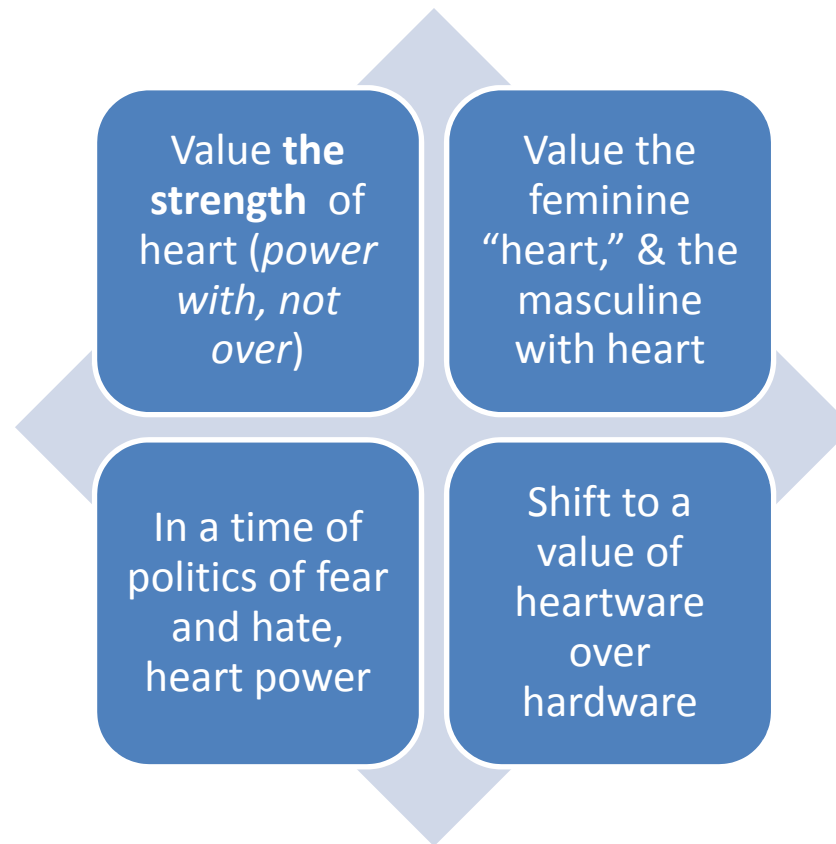 Value the
strength of
heart (power
with, not
over)
Value the
feminine
“heart,” & the
masculine
with heart
In a time of
politics of fear
and hate,
heart power
Shift to a
value of
heartware
over
hardware